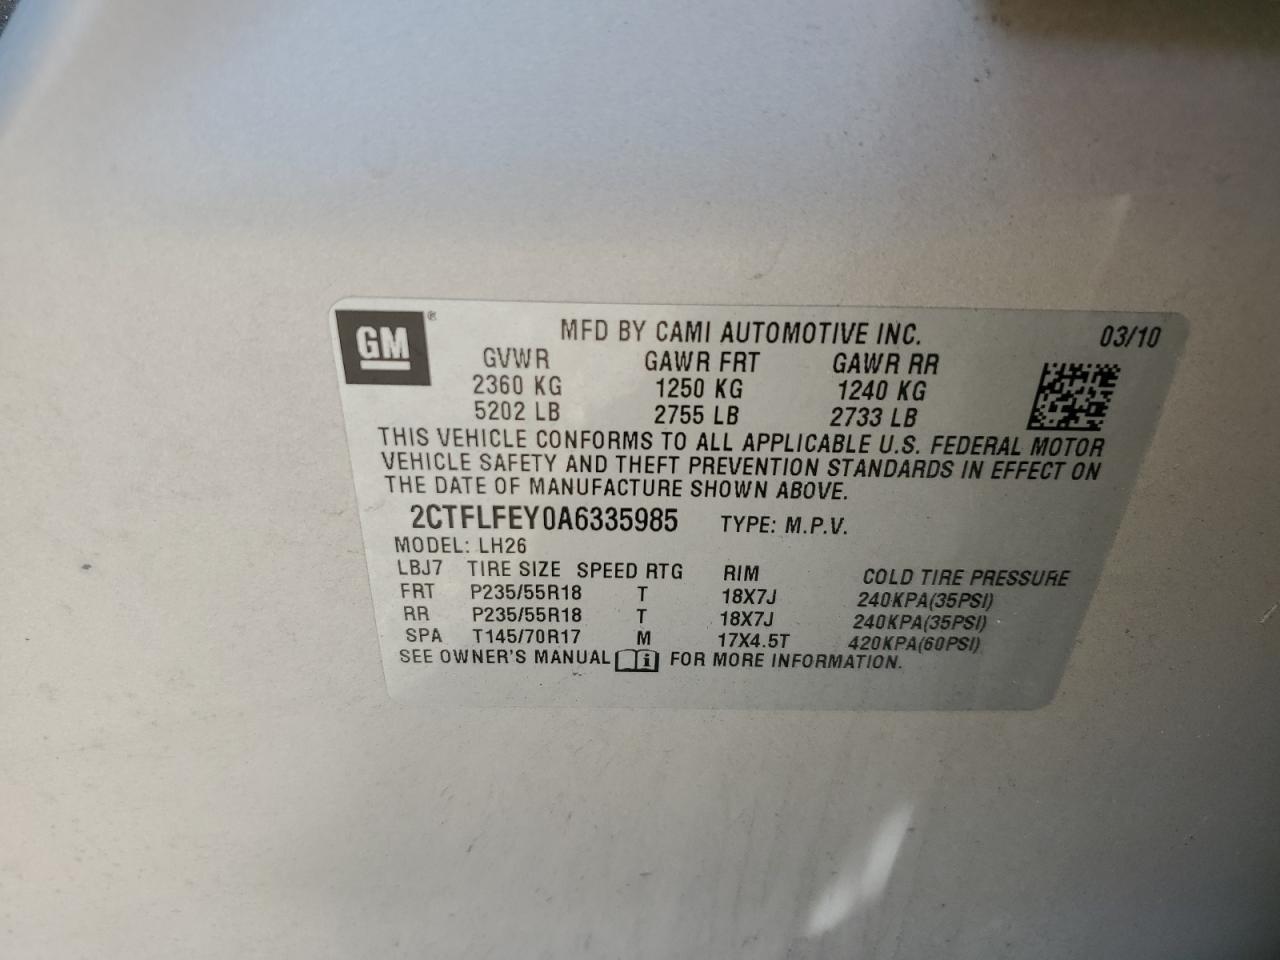 GM®
MFD BY CAMI AUTOMOTIVE INC. 03/10
GVWR GAWR FRT GAWR RR
2360 KG 1250 KG 1240 KG
5202 LB 2755 LB 2733 LB
THIS VEHICLE CONFORMS TO ALL APPLICABLE U.S. FEDERAL MOTOR
VEHICLE SAFETY AND THEFT PREVENTION STANDARDS IN EFFECT ON
THE DATE OF MANUFACTURE SHOWN ABOVE.
2CTFLFEY0A6335985 TYPE: M.P.V.
MODEL: LH26
LBJ7 TIRE SIZE SPEED RTG RIM COLD TIRE PRESSURE
FRT P235/55R18 T 18X7J 240KPA(35PSI)
RR P235/55R18 T 18X7J 240KPA(35PSI)
SPA T145/70R17 M 17X4.5T 420KPA(60PSI)
SEE OWNER'S MANUAL i FOR MORE INFORMATION.